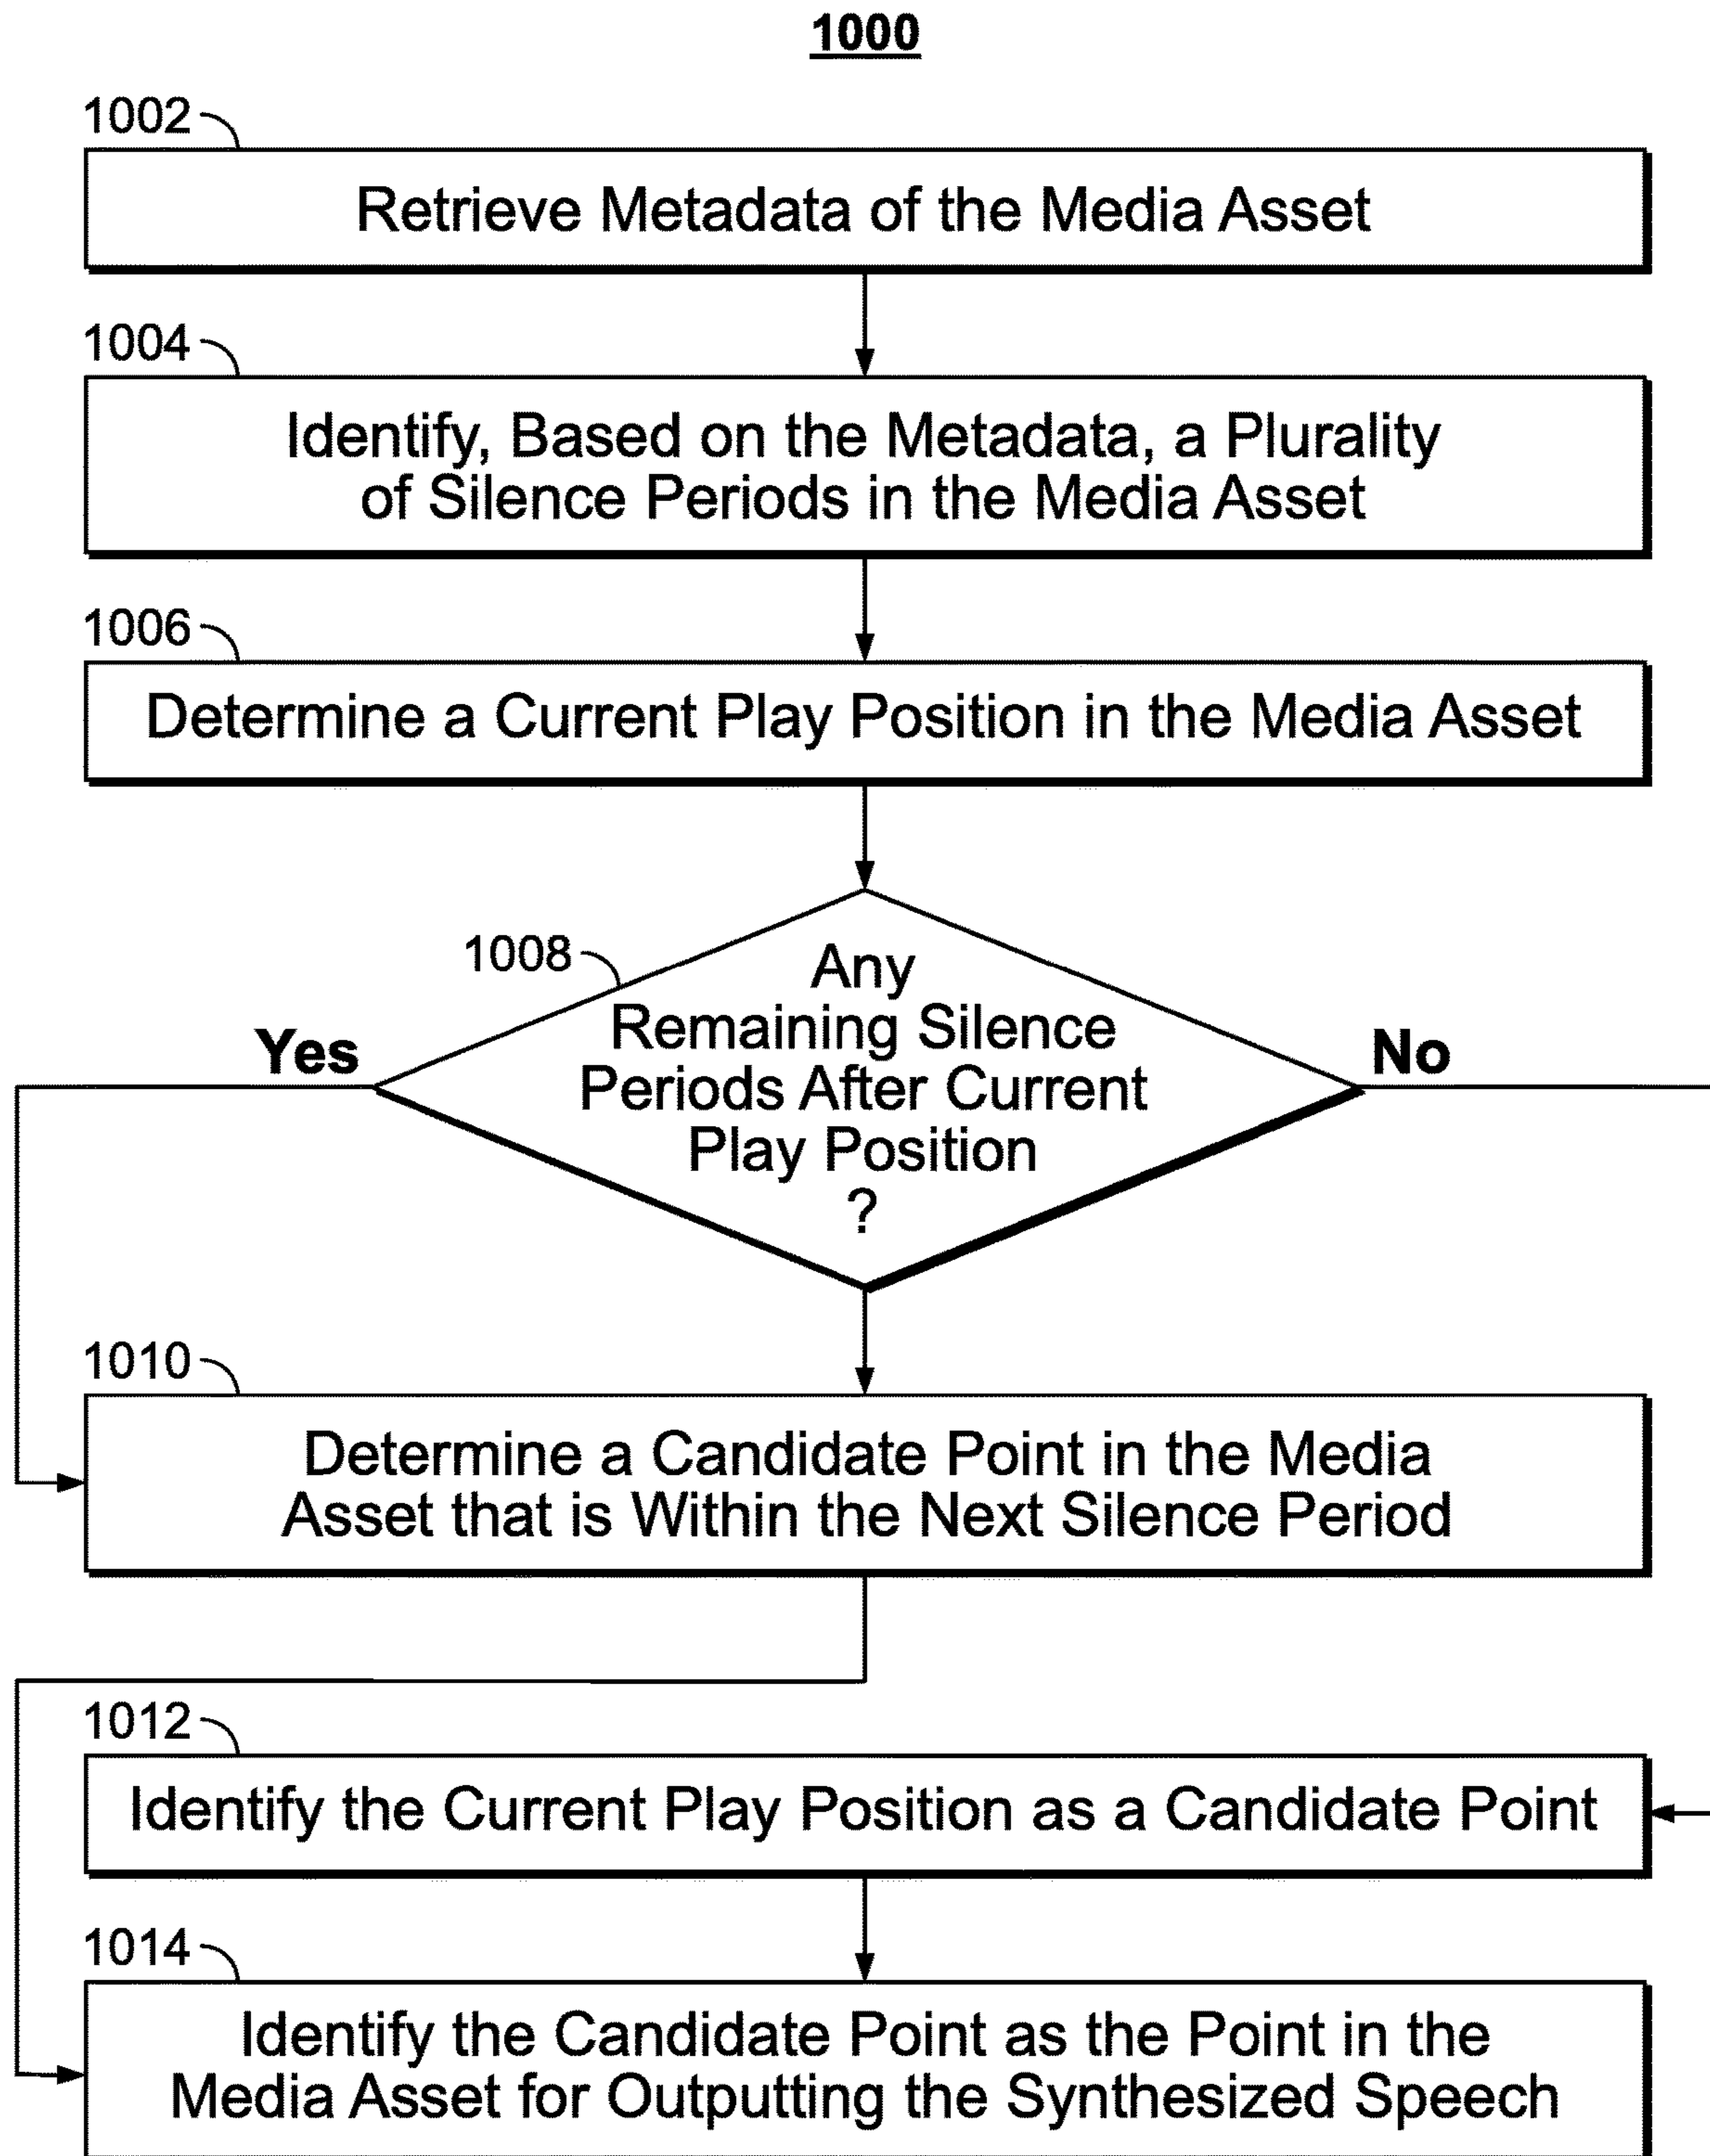 1000
1002
Retrieve Metadata of the Media Asset
1004
Identify, Based on the Metadata, a Plurality
of Silence Periods in the Media Asset
1006
Determine a Current Play Position in the Media Asset
1008
Any
Remaining Silence
Periods After Current
Play Position
?
Yes
No
1010
Determine a Candidate Point in the Media
Asset that is Within the Next Silence Period
1012
Identify the Current Play Position as a Candidate Point
1014
Identify the Candidate Point as the Point in the
Media Asset for Outputting the Synthesized Speech